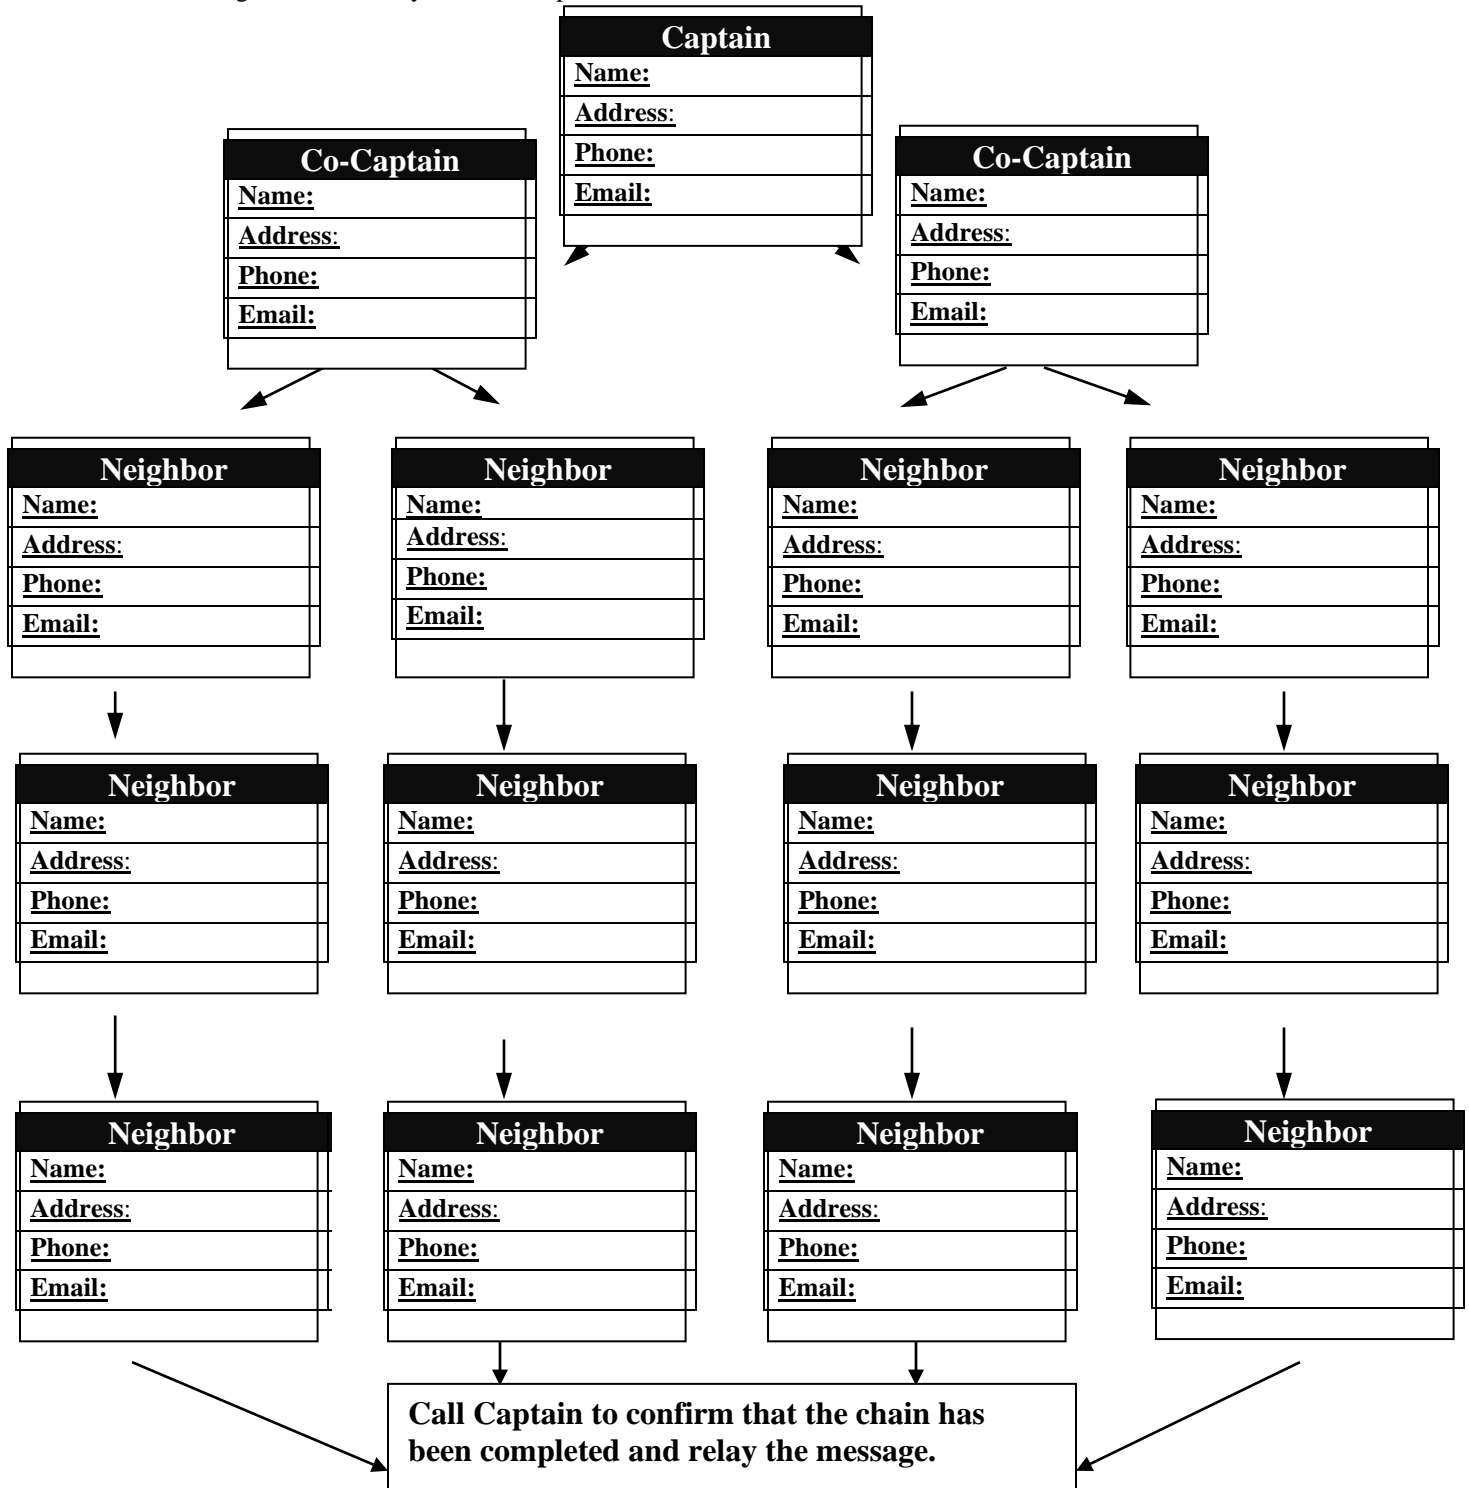 Captain
Name:
Address:
Phone:
Email:
Co-Captain
Name:
Address:
Phone:
Email:
Co-Captain
Name:
Address:
Phone:
Email:
Neighbor
Name:
Address:
Phone:
Email:
Neighbor
Name:
Address:
Phone:
Email:
Neighbor
Name:
Address:
Phone:
Email:
Neighbor
Name:
Address:
Phone:
Email:
Neighbor
Name:
Address:
Phone:
Email:
Neighbor
Name:
Address:
Phone:
Email:
Neighbor
Name:
Address:
Phone:
Email:
Neighbor
Name:
Address:
Phone:
Email:
Neighbor
Name:
Address:
Phone:
Email:
Neighbor
Name:
Address:
Phone:
Email:
Neighbor
Name:
Address:
Phone:
Email:
Neighbor
Name:
Address:
Phone:
Email:
Call Captain to confirm that the chain has
been completed and relay the message.